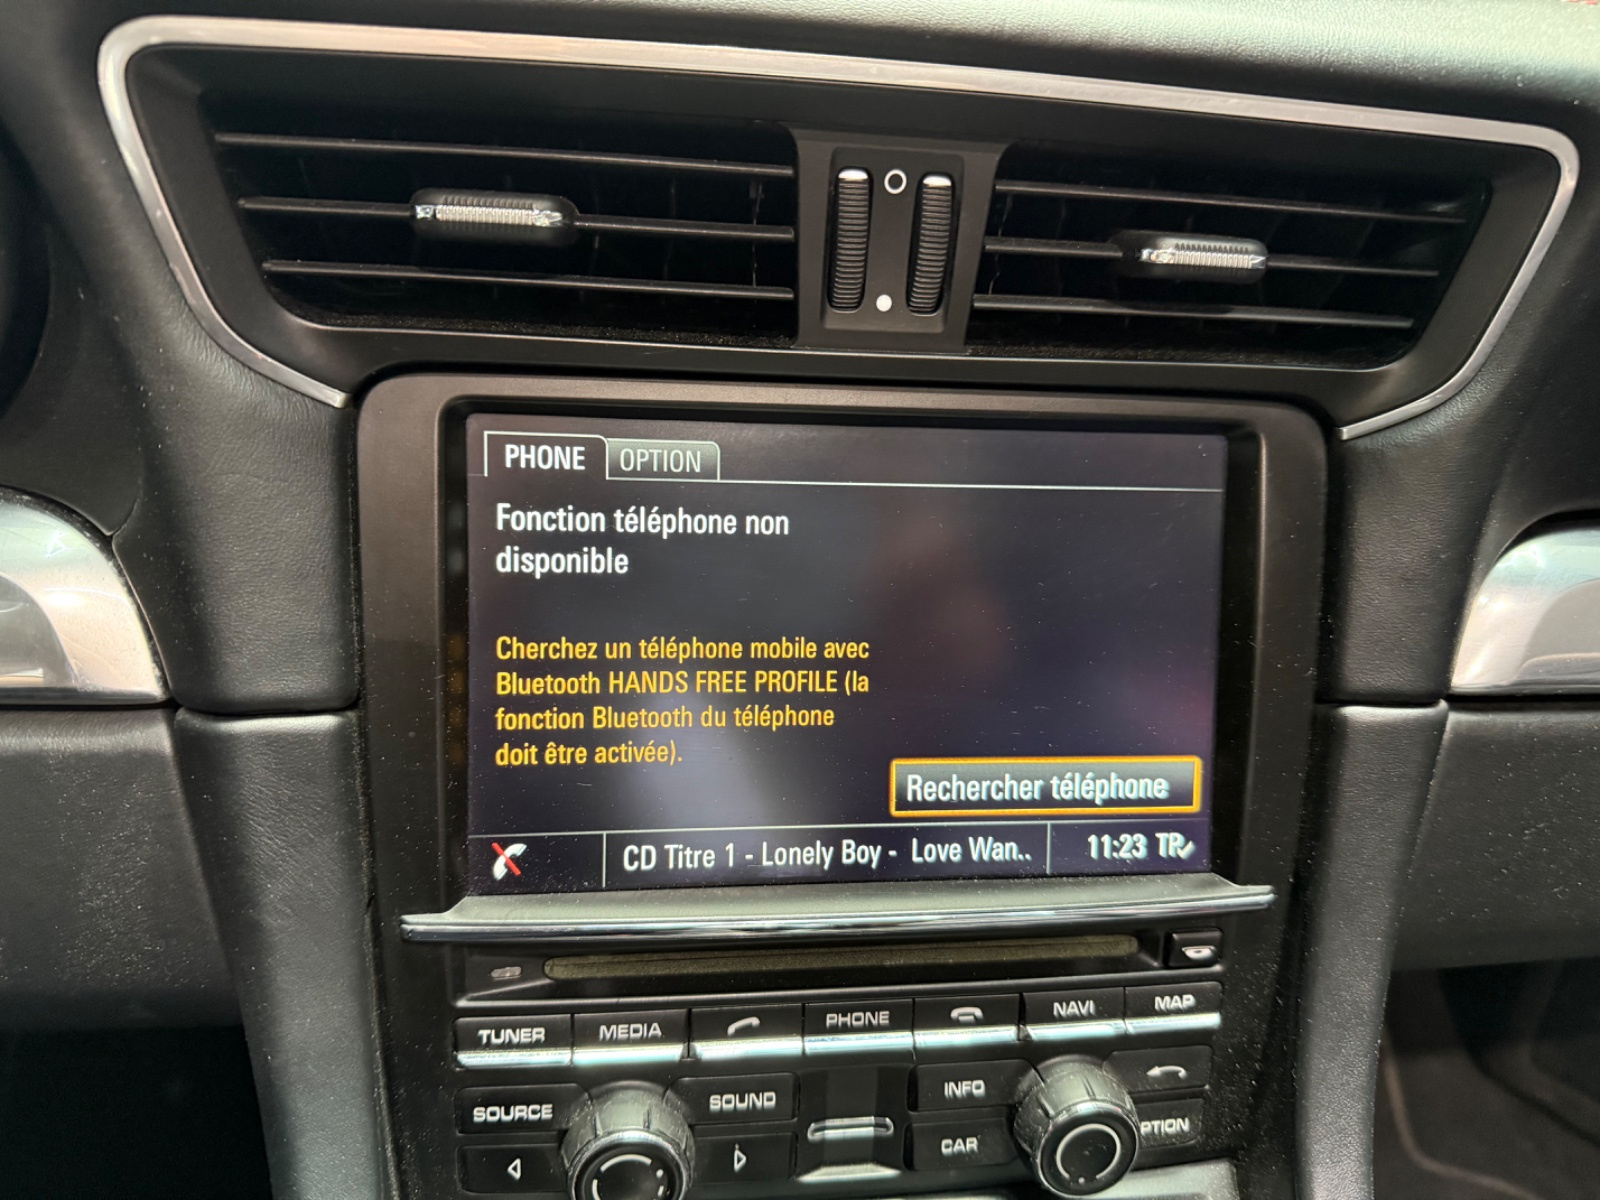 PHONE OPTION
Fonction téléphone non
disponible
Cherchez un téléphone mobile avec
Bluetooth HANDS FREE PROFILE (la
fonction Bluetooth du téléphone
doit être activée).
Rechercher téléphone
CD Titre 1 - Lonely Boy - Love Wan.. 11:23 TP
TUNER MEDIA PHONE NAVI MAP
SOURCE SOUND INFO
CAR PTION